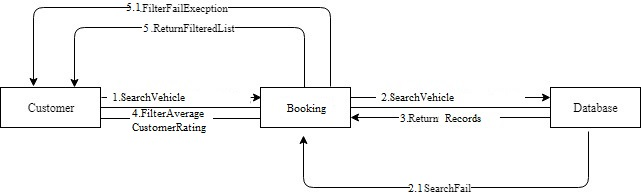 5.1.FilterFailExecption
5.ReturnFilteredList
1.SearchVehicle
2.SearchVehicle
Customer
Booking
Database
4.FilterAverage
CustomerRating
3.Return Records
2.1SearchFail